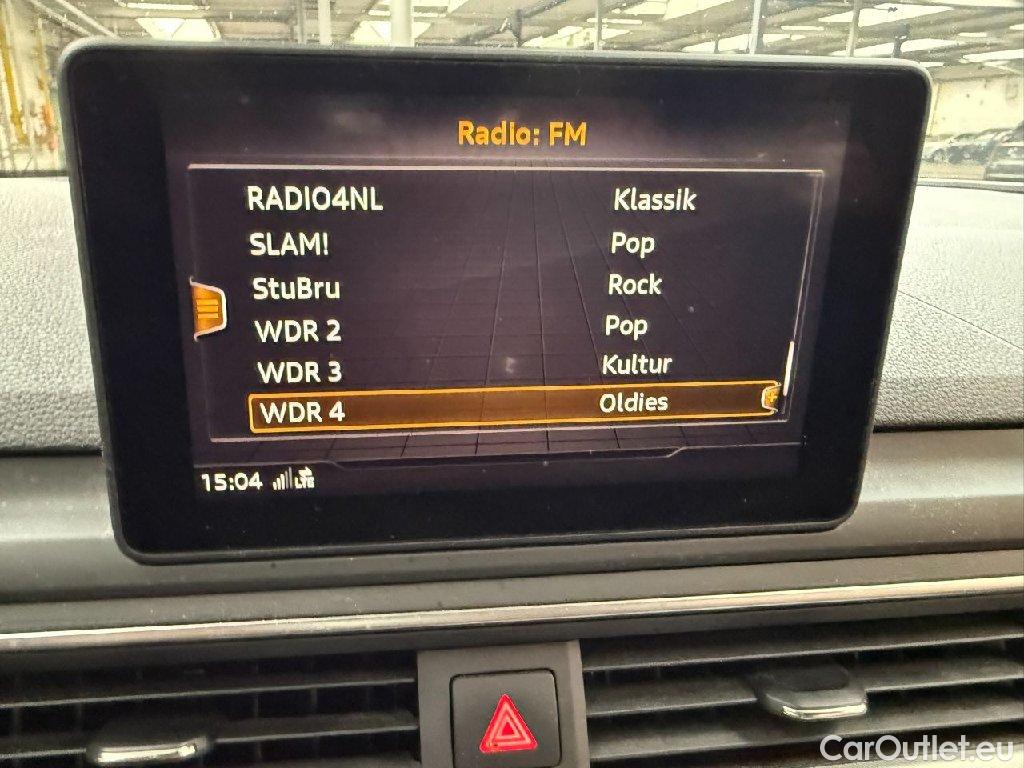 Radio: FM
RADIO4NL Klassik
SLAM! Pop
StuBru Rock
WDR 2 Pop
WDR 3 Kultur
WDR 4 Oldies
15:04 LTE
CarOutlet.eu